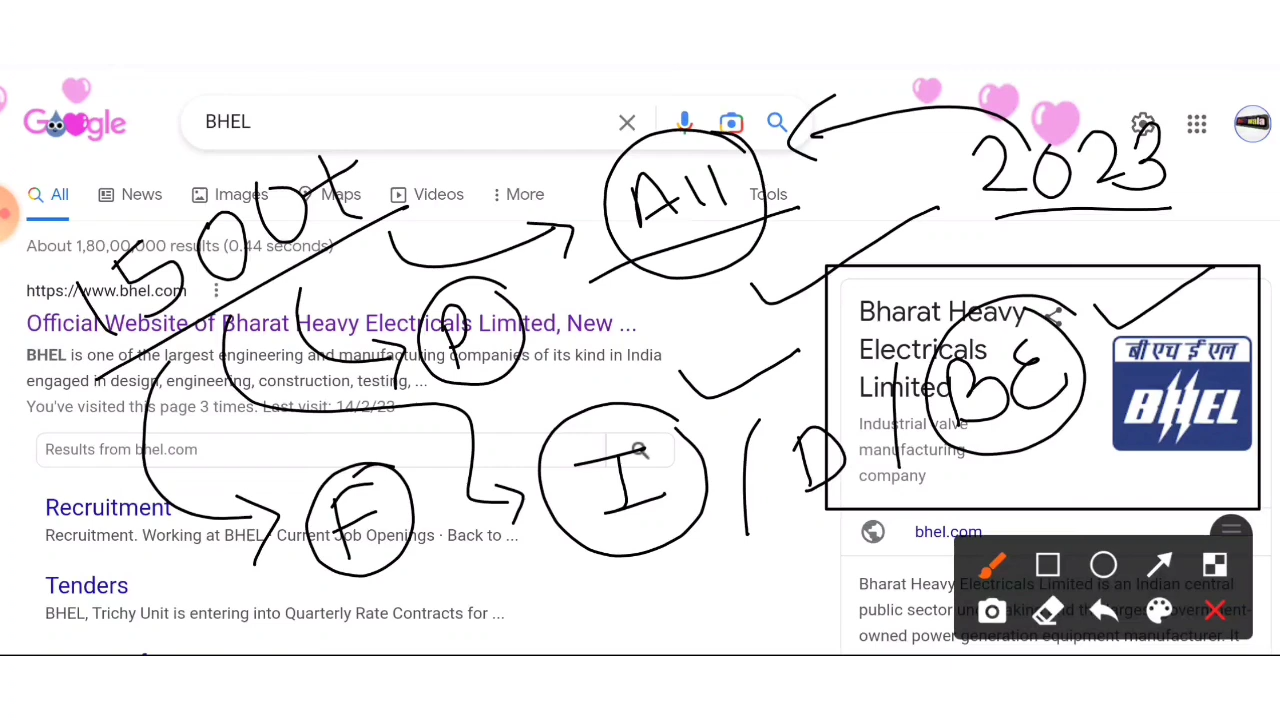 Google
BHEL
2023
All
News
Images
Maps
Videos
More
Tools
All
1500+
About 1,80,00,000 results (0.44 seconds)
https://www.bhel.com
Official Website of Bharat Heavy Electricals Limited, New ...
BHEL is one of the largest engineering and manufacturing companies of its kind in India
engaged in design, engineering, construction, testing, ...
You've visited this page 3 times. Last visit: 14/2/23
P
Results from bhel.com
Recruitment
Recruitment. Working at BHEL · Current Job Openings · Back to ...
F
I
D
BE
Tenders
BHEL, Trichy Unit is entering into Quarterly Rate Contracts for ...
Bharat Heavy
Electricals
Limited
Industrial valve
manufacturing
company
बी एच ई एल
BHEL
bhel.com
Bharat Heavy Electricals Limited is an Indian central
public sector undertaking and the largest government-
owned power generation equipment manufacturer. It